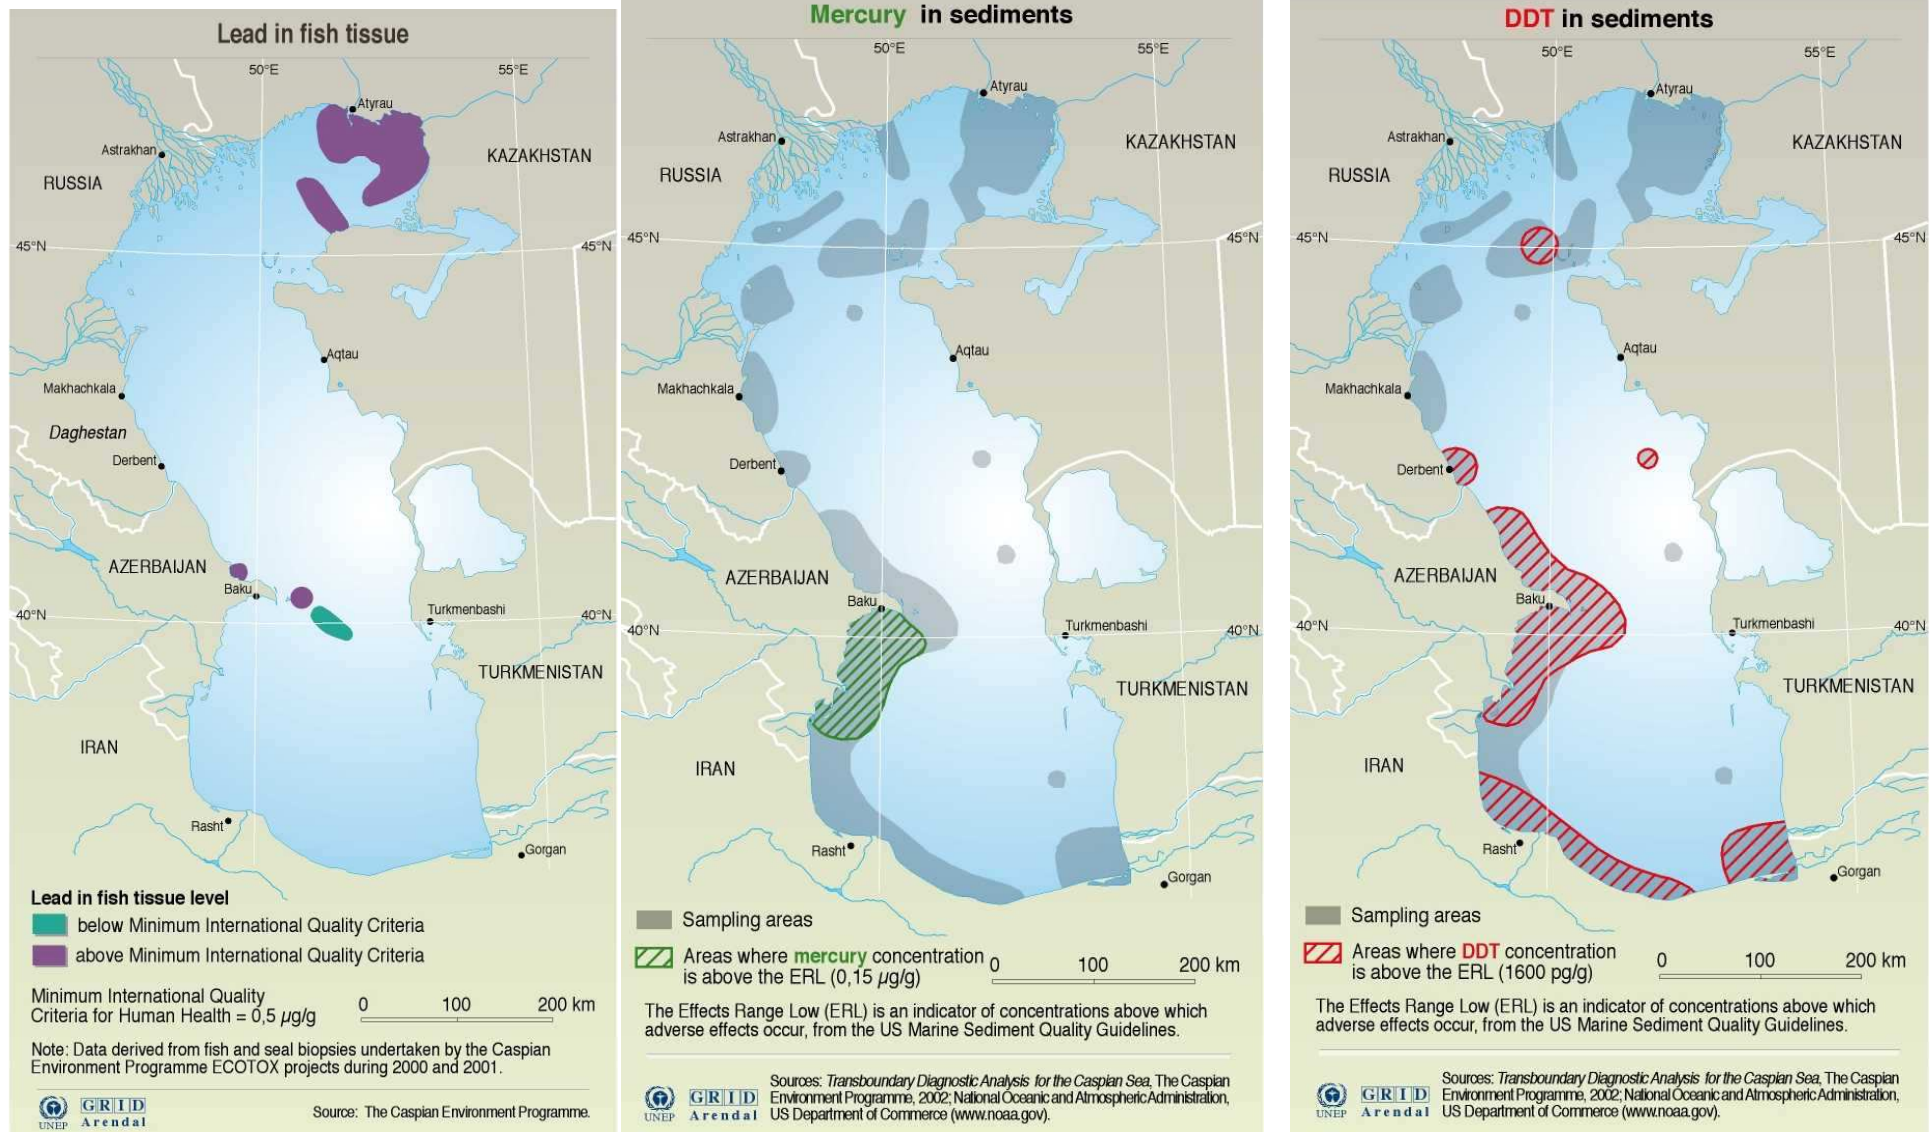 Lead in fish tissue
50°E
55°E
Atyrau
Astrakhan
KAZAKHSTAN
RUSSIA
45°N
45°N
Aqtau
Makhachkala
Daghestan
Derbent
AZERBAIJAN
Baku
40°N
40°N
Turkmenbashi
TURKMENISTAN
IRAN
Rasht
Gorgan
Lead in fish tissue level
below Minimum International Quality Criteria
above Minimum International Quality Criteria
Minimum International Quality
Criteria for Human Health = 0,5 µg/g
0 100 200 km
Note: Data derived from fish and seal biopsies undertaken by the Caspian
Environment Programme ECOTOX projects during 2000 and 2001.
UNEP
GRID
Arendal
Source: The Caspian Environment Programme.
Mercury in sediments
50°E
55°E
Atyrau
Astrakhan
KAZAKHSTAN
RUSSIA
45°N
45°N
Aqtau
Makhachkala
Derbent
AZERBAIJAN
Baku
40°N
40°N
Turkmenbashi
TURKMENISTAN
IRAN
Rasht
Gorgan
Sampling areas
Areas where mercury concentration
is above the ERL (0,15 µg/g)
0 100 200 km
The Effects Range Low (ERL) is an indicator of concentrations above which
adverse effects occur, from the US Marine Sediment Quality Guidelines.
UNEP
GRID
Arendal
Sources: Transboundary Diagnostic Analysis for the Caspian Sea, The Caspian
Environment Programme, 2002; National Oceanic and Atmospheric Administration,
US Department of Commerce (www.noaa.gov).
DDT in sediments
50°E
55°E
Atyrau
Astrakhan
KAZAKHSTAN
RUSSIA
45°N
45°N
Aqtau
Makhachkala
Derbent
AZERBAIJAN
Baku
40°N
40°N
Turkmenbashi
TURKMENISTAN
IRAN
Rasht
Gorgan
Sampling areas
Areas where DDT concentration
is above the ERL (1600 pg/g)
0 100 200 km
The Effects Range Low (ERL) is an indicator of concentrations above which
adverse effects occur, from the US Marine Sediment Quality Guidelines.
UNEP
GRID
Arendal
Sources: Transboundary Diagnostic Analysis for the Caspian Sea, The Caspian
Environment Programme, 2002; National Oceanic and Atmospheric Administration,
US Department of Commerce (www.noaa.gov).